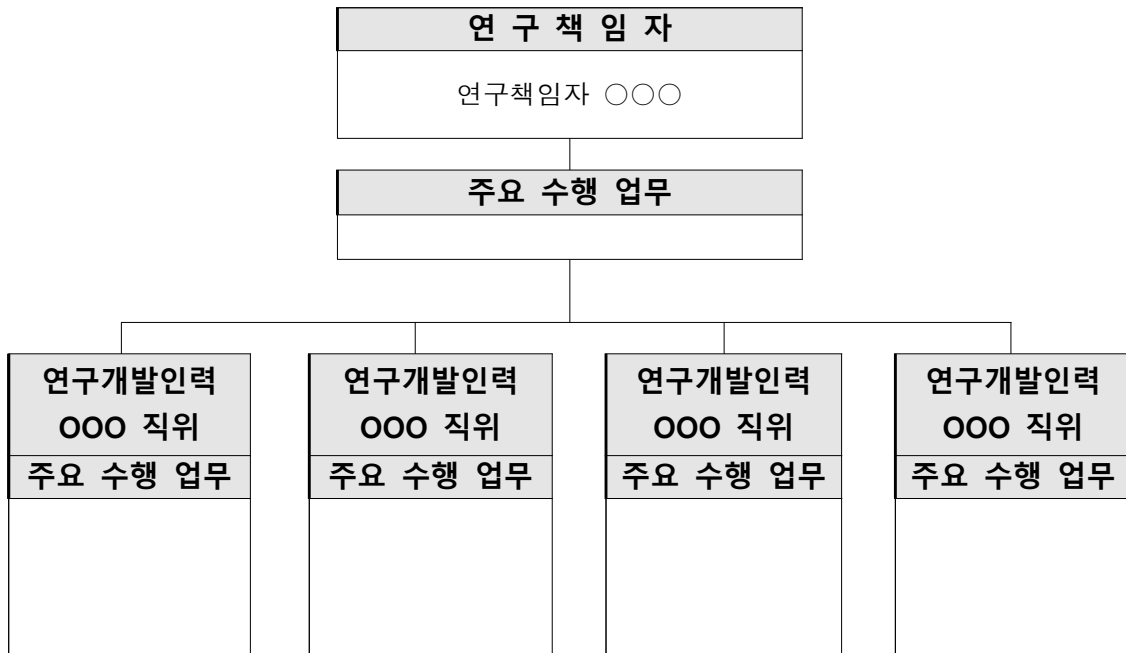 연 구 책 임 자
연구책임자 ○○○
주요 수행 업무
연구개발인력
OOO 직위
주요 수행 업무
연구개발인력
OOO 직위
주요 수행 업무
연구개발인력
OOO 직위
주요 수행 업무
연구개발인력
OOO 직위
주요 수행 업무